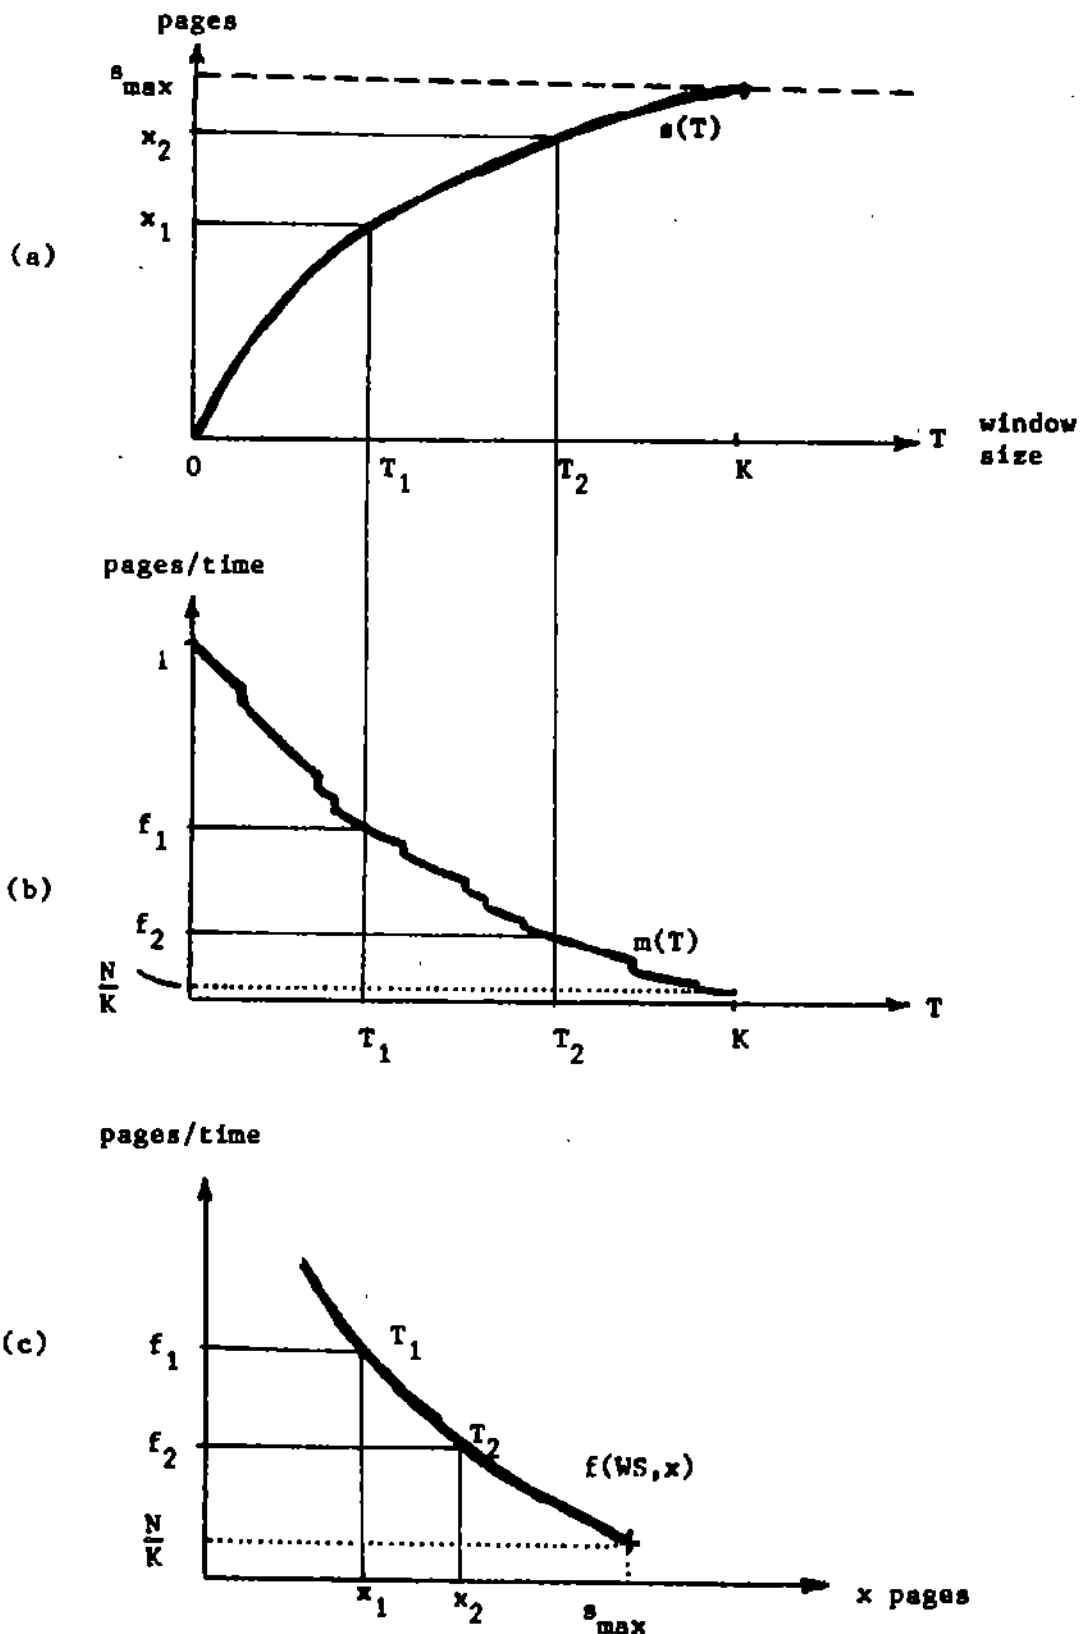 pages
s_max
x_2
s(T)
x_1
(a)
0
T_1
T_2
K
T
window
size
pages/time
1
f_1
(b)
f_2
m(T)
N
K
T
T_1
T_2
K
pages/time
(c)
f_1
T_1
f_2
T_2
f(WS,x)
N
K
x_1
x_2
s_max
x pages